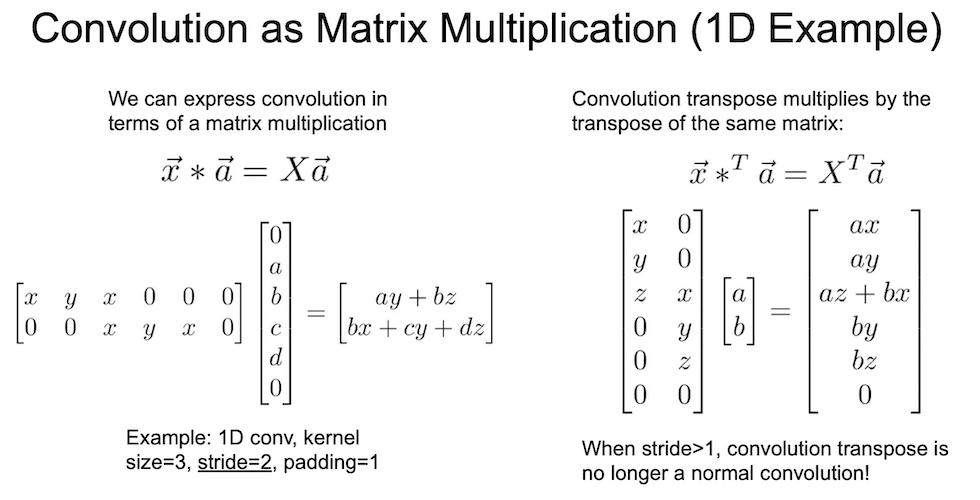 Convolution as Matrix Multiplication (1D Example)
We can express convolution in
terms of a matrix multiplication
$\vec{x} * \vec{a} = X\vec{a}$
$\begin{bmatrix} x & y & x & 0 & 0 & 0 \\ 0 & 0 & x & y & x & 0 \end{bmatrix} \begin{bmatrix} 0 \\ a \\ b \\ c \\ d \\ 0 \end{bmatrix} = \begin{bmatrix} ay + bz \\ bx + cy + dz \end{bmatrix}$
Example: 1D conv, kernel
size=3, stride=2, padding=1
Convolution transpose multiplies by the
transpose of the same matrix:
$\vec{x} *^T \vec{a} = X^T\vec{a}$
$\begin{bmatrix} x & 0 \\ y & 0 \\ z & x \\ 0 & y \\ 0 & z \\ 0 & 0 \end{bmatrix} \begin{bmatrix} a \\ b \end{bmatrix} = \begin{bmatrix} ax \\ ay \\ az + bx \\ by \\ bz \\ 0 \end{bmatrix}$
When stride>1, convolution transpose is
no longer a normal convolution!